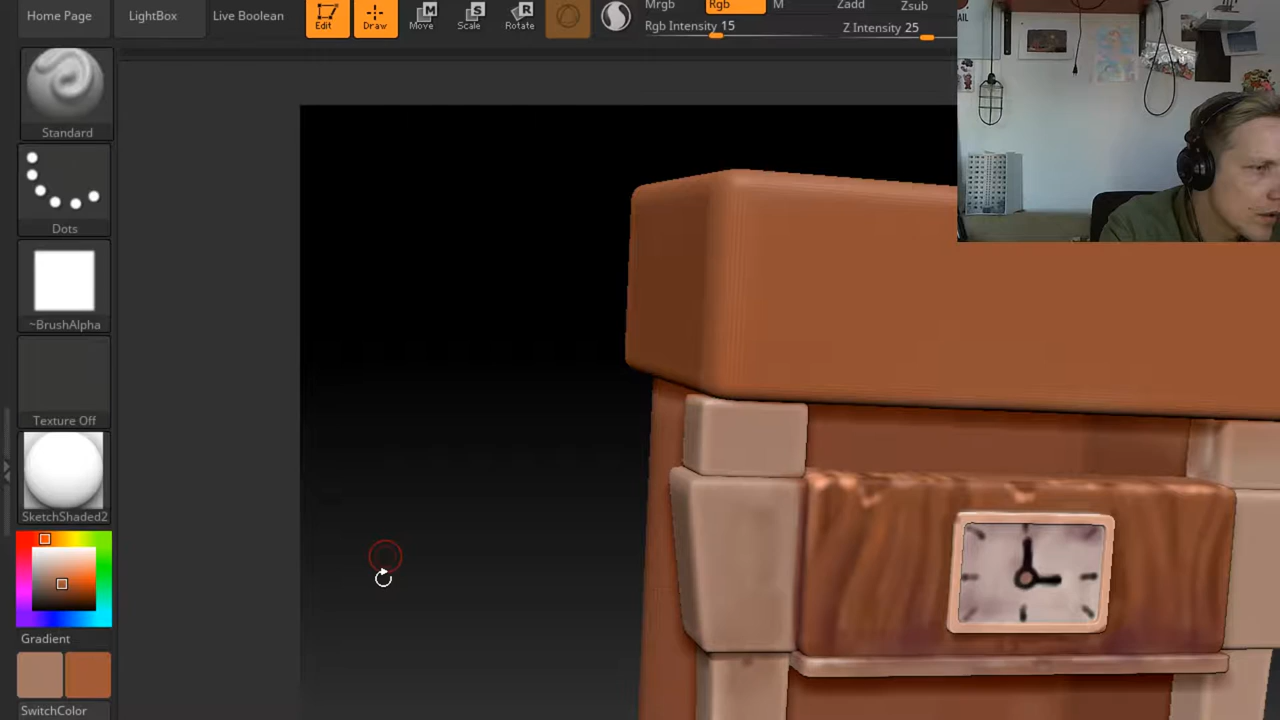 Home Page LightBox Live Boolean Edit Draw Move Scale Rotate Mrgb Rgb M Zadd Zsub
Rgb Intensity 15 Z Intensity 25
Standard
Dots
~BrushAlpha
Texture Off
SketchShaded2
Gradient
SwitchColor